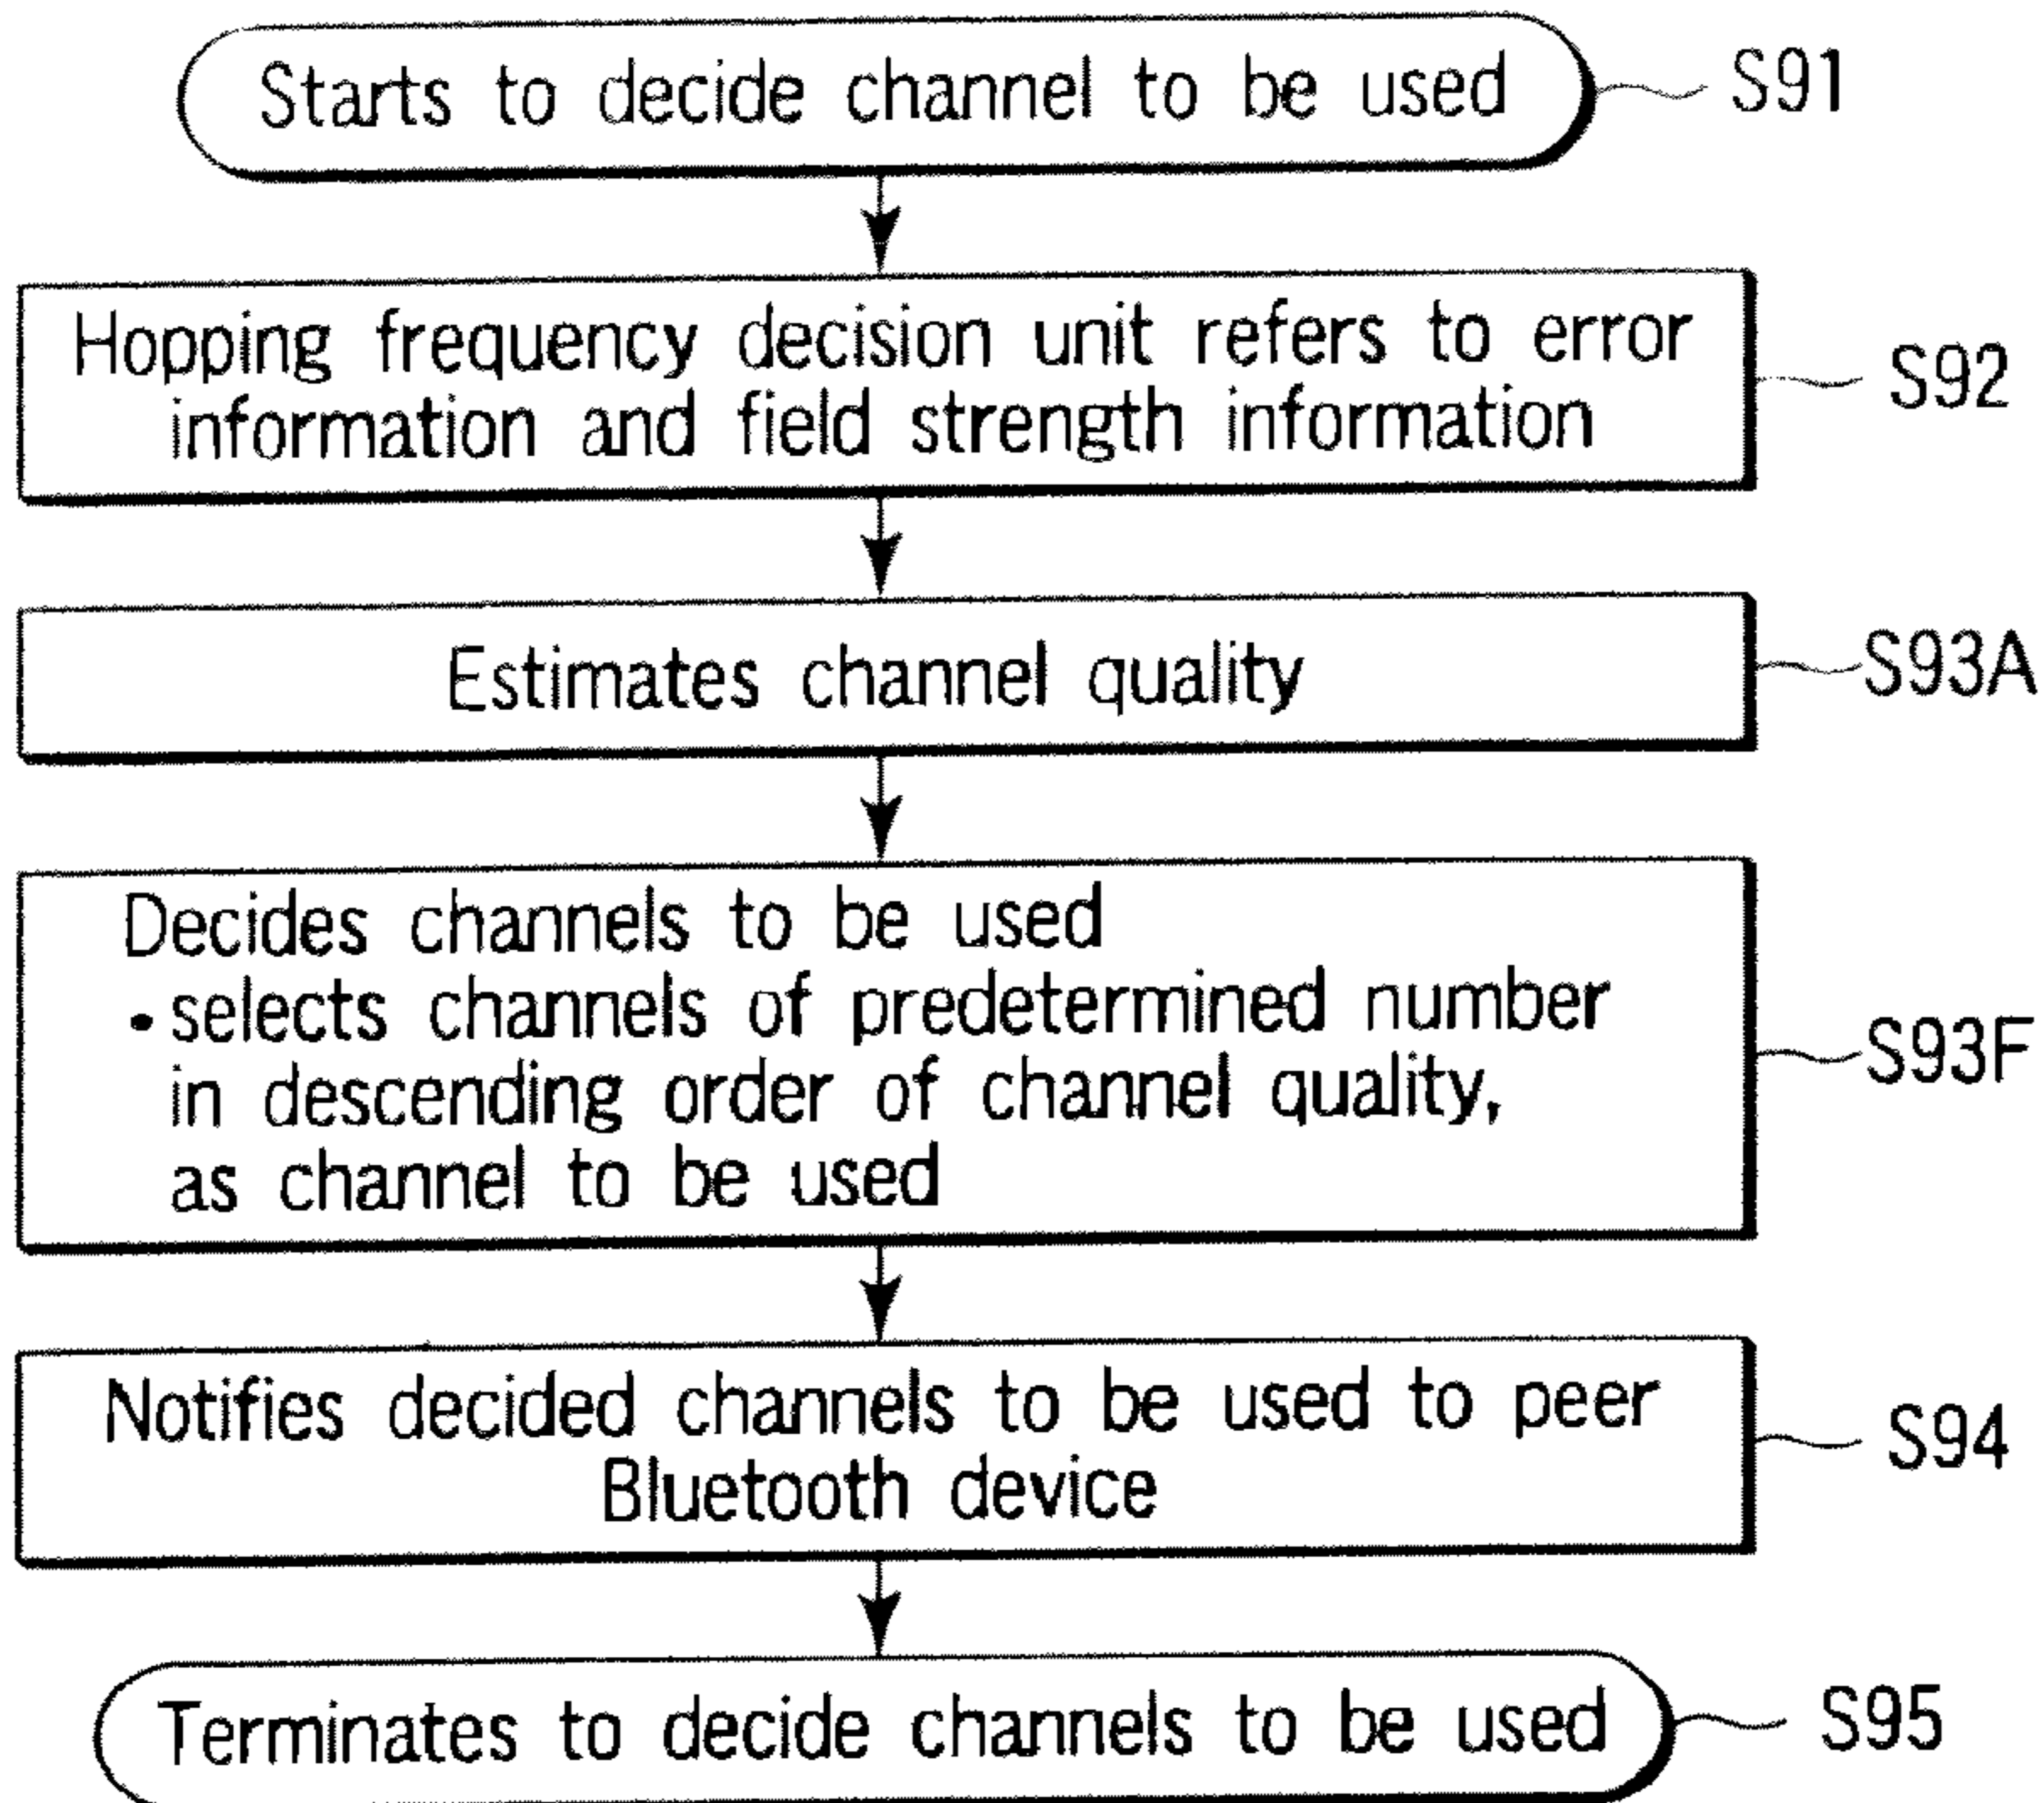 Starts to decide channel to be used
S91
Hopping frequency decision unit refers to error
information and field strength information
S92
Estimates channel quality
S93A
Decides channels to be used
• selects channels of predetermined number
in descending order of channel quality,
as channel to be used
S93F
Notifies decided channels to be used to peer
Bluetooth device
S94
Terminates to decide channels to be used
S95